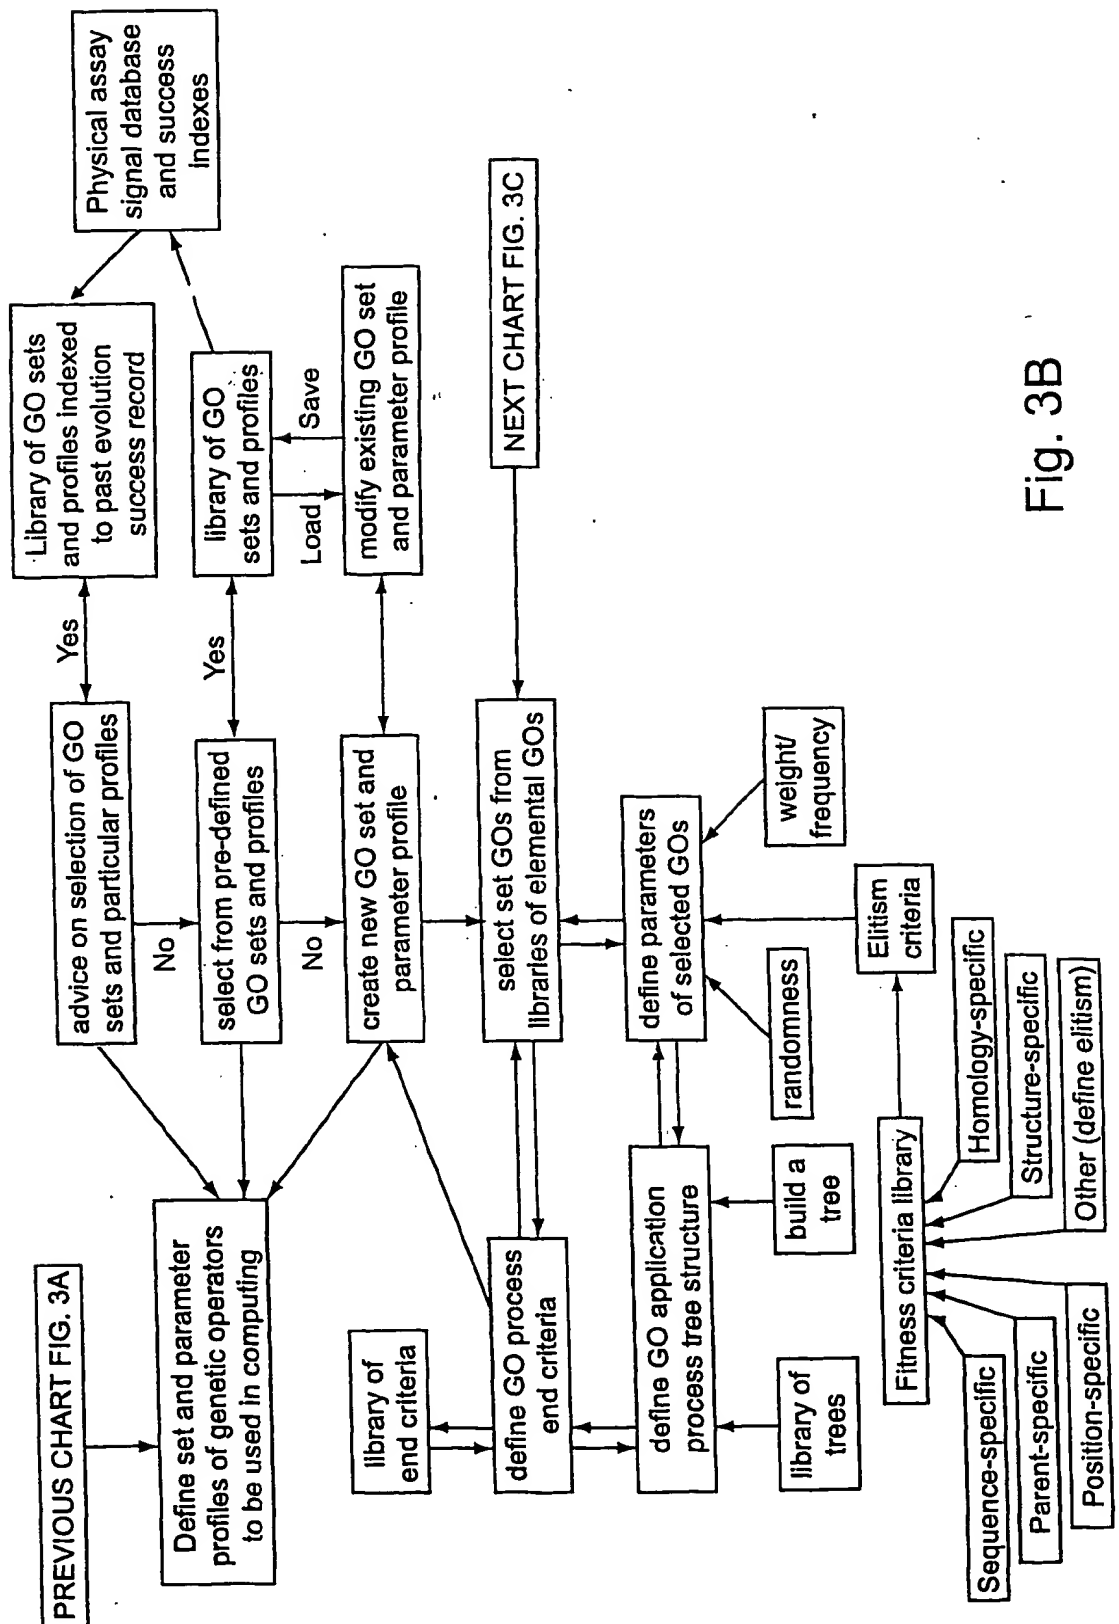 PREVIOUS CHART FIG. 3A
Define set and parameter
profiles of genetic operators
to be used in computing
advice on selection of GO
sets and particular profiles
Yes
Library of GO sets
and profiles indexed
to past evolution
success record
Physical assay
signal database
and success
indexes
No
select from pre-defined
GO sets and profiles
Yes
library of GO
sets and profiles
No
Load
Save
create new GO set and
parameter profile
modify existing GO set
and parameter profile
library of
end criteria
define GO process
end criteria
select set GOs from
libraries of elemental GOs
NEXT CHART FIG. 3C
define GO application
process tree structure
define parameters
of selected GOs
library of
trees
build a
tree
randomness
weight/
frequency
Elitism
criteria
Fitness criteria library
Sequence-specific
Parent-specific
Position-specific
Homology-specific
Structure-specific
Other (define elitism)
Fig. 3B